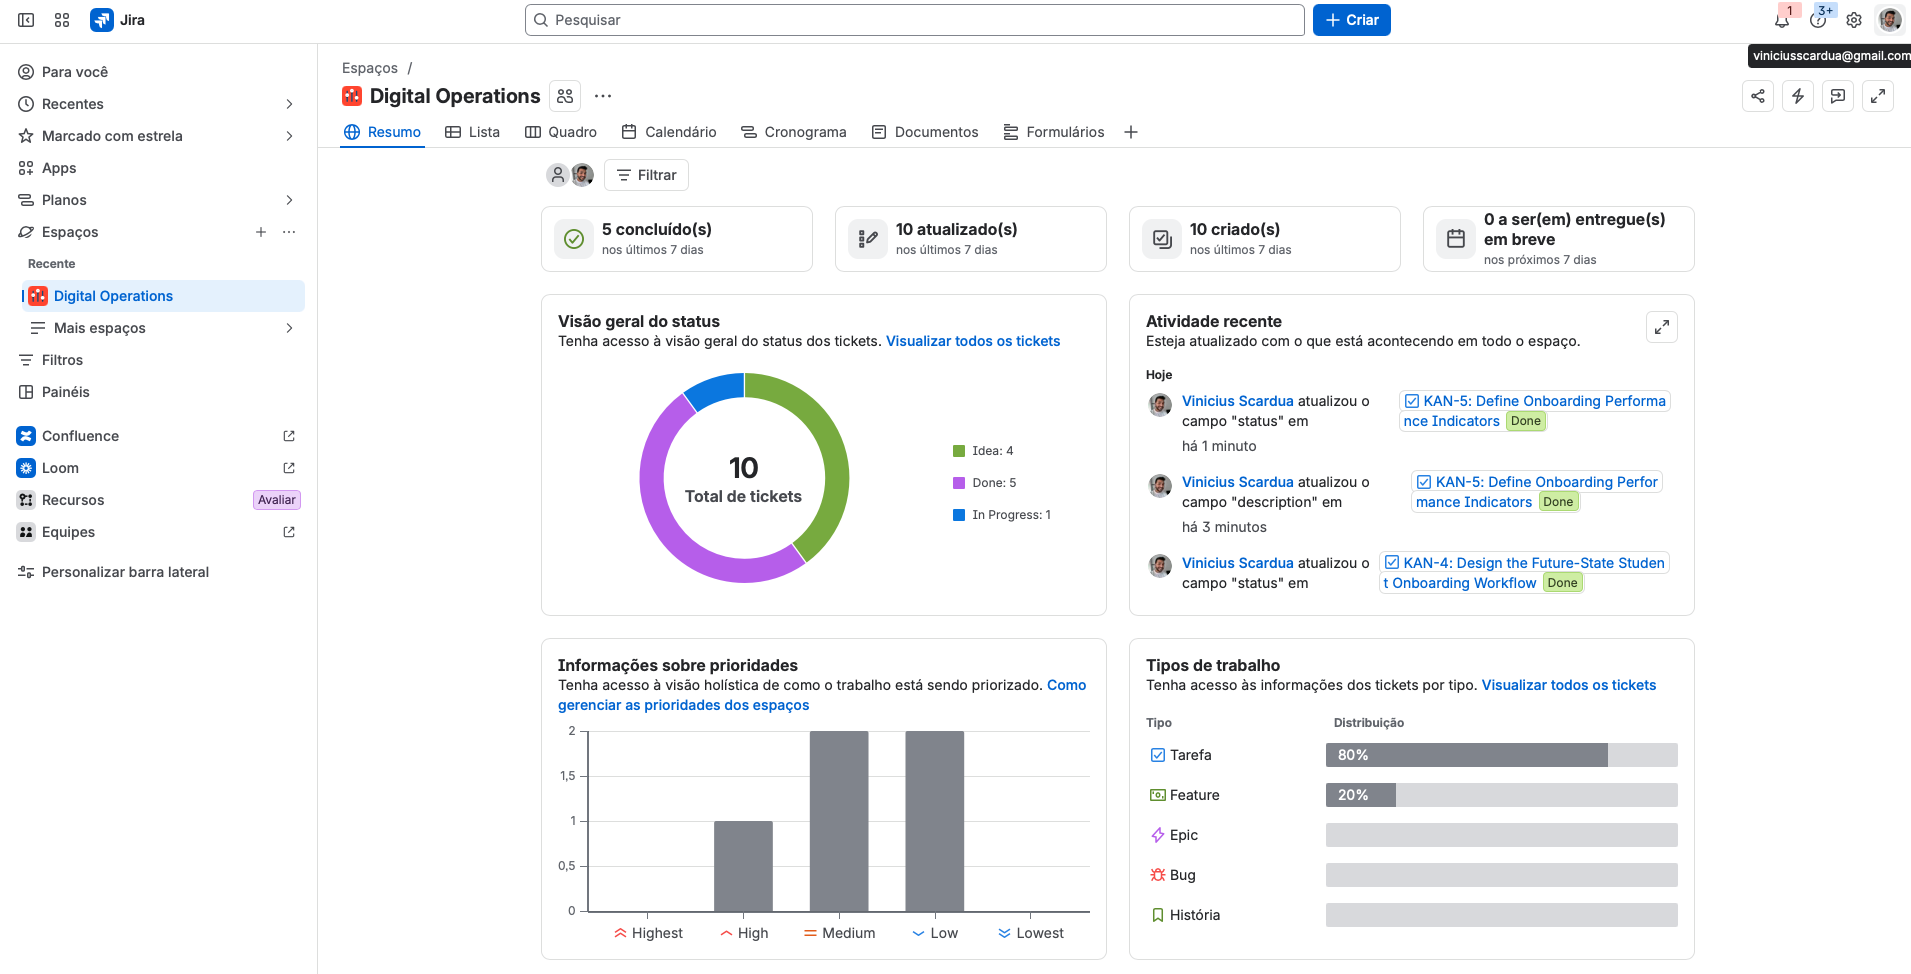 Jira
Pesquisar
Criar
1
3+
viniciusscardua@gmail.com
Para você
Recentes
Marcado com estrela
Apps
Planos
Espaços
Recente
Digital Operations
Mais espaços
Filtros
Painéis
Confluence
Loom
Recursos
Avaliar
Equipes
Personalizar barra lateral
Espaços /
Digital Operations
Resumo
Lista
Quadro
Calendário
Cronograma
Documentos
Formulários
Filtrar
5 concluído(s)
nos últimos 7 dias
10 atualizado(s)
nos últimos 7 dias
10 criado(s)
nos últimos 7 dias
0 a ser(em) entregue(s)
em breve
nos próximos 7 dias
Visão geral do status
Tenha acesso à visão geral do status dos tickets. Visualizar todos os tickets
10
Total de tickets
Idea: 4
Done: 5
In Progress: 1
Atividade recente
Esteja atualizado com o que está acontecendo em todo o espaço.
Hoje
Vinicius Scardua atualizou o
campo "status" em
KAN-5: Define Onboarding Performa
nce Indicators Done
há 1 minuto
Vinicius Scardua atualizou o
campo "description" em
KAN-5: Define Onboarding Perfor
mance Indicators Done
há 3 minutos
Vinicius Scardua atualizou o
campo "status" em
KAN-4: Design the Future-State Studen
t Onboarding Workflow Done
Informações sobre prioridades
Tenha acesso à visão holística de como o trabalho está sendo priorizado. Como
gerenciar as prioridades dos espaços
2
1,5
1
0,5
0
Highest
High
Medium
Low
Lowest
Tipos de trabalho
Tenha acesso às informações dos tickets por tipo. Visualizar todos os tickets
Tipo
Distribuição
Tarefa
80%
Feature
20%
Epic
Bug
História